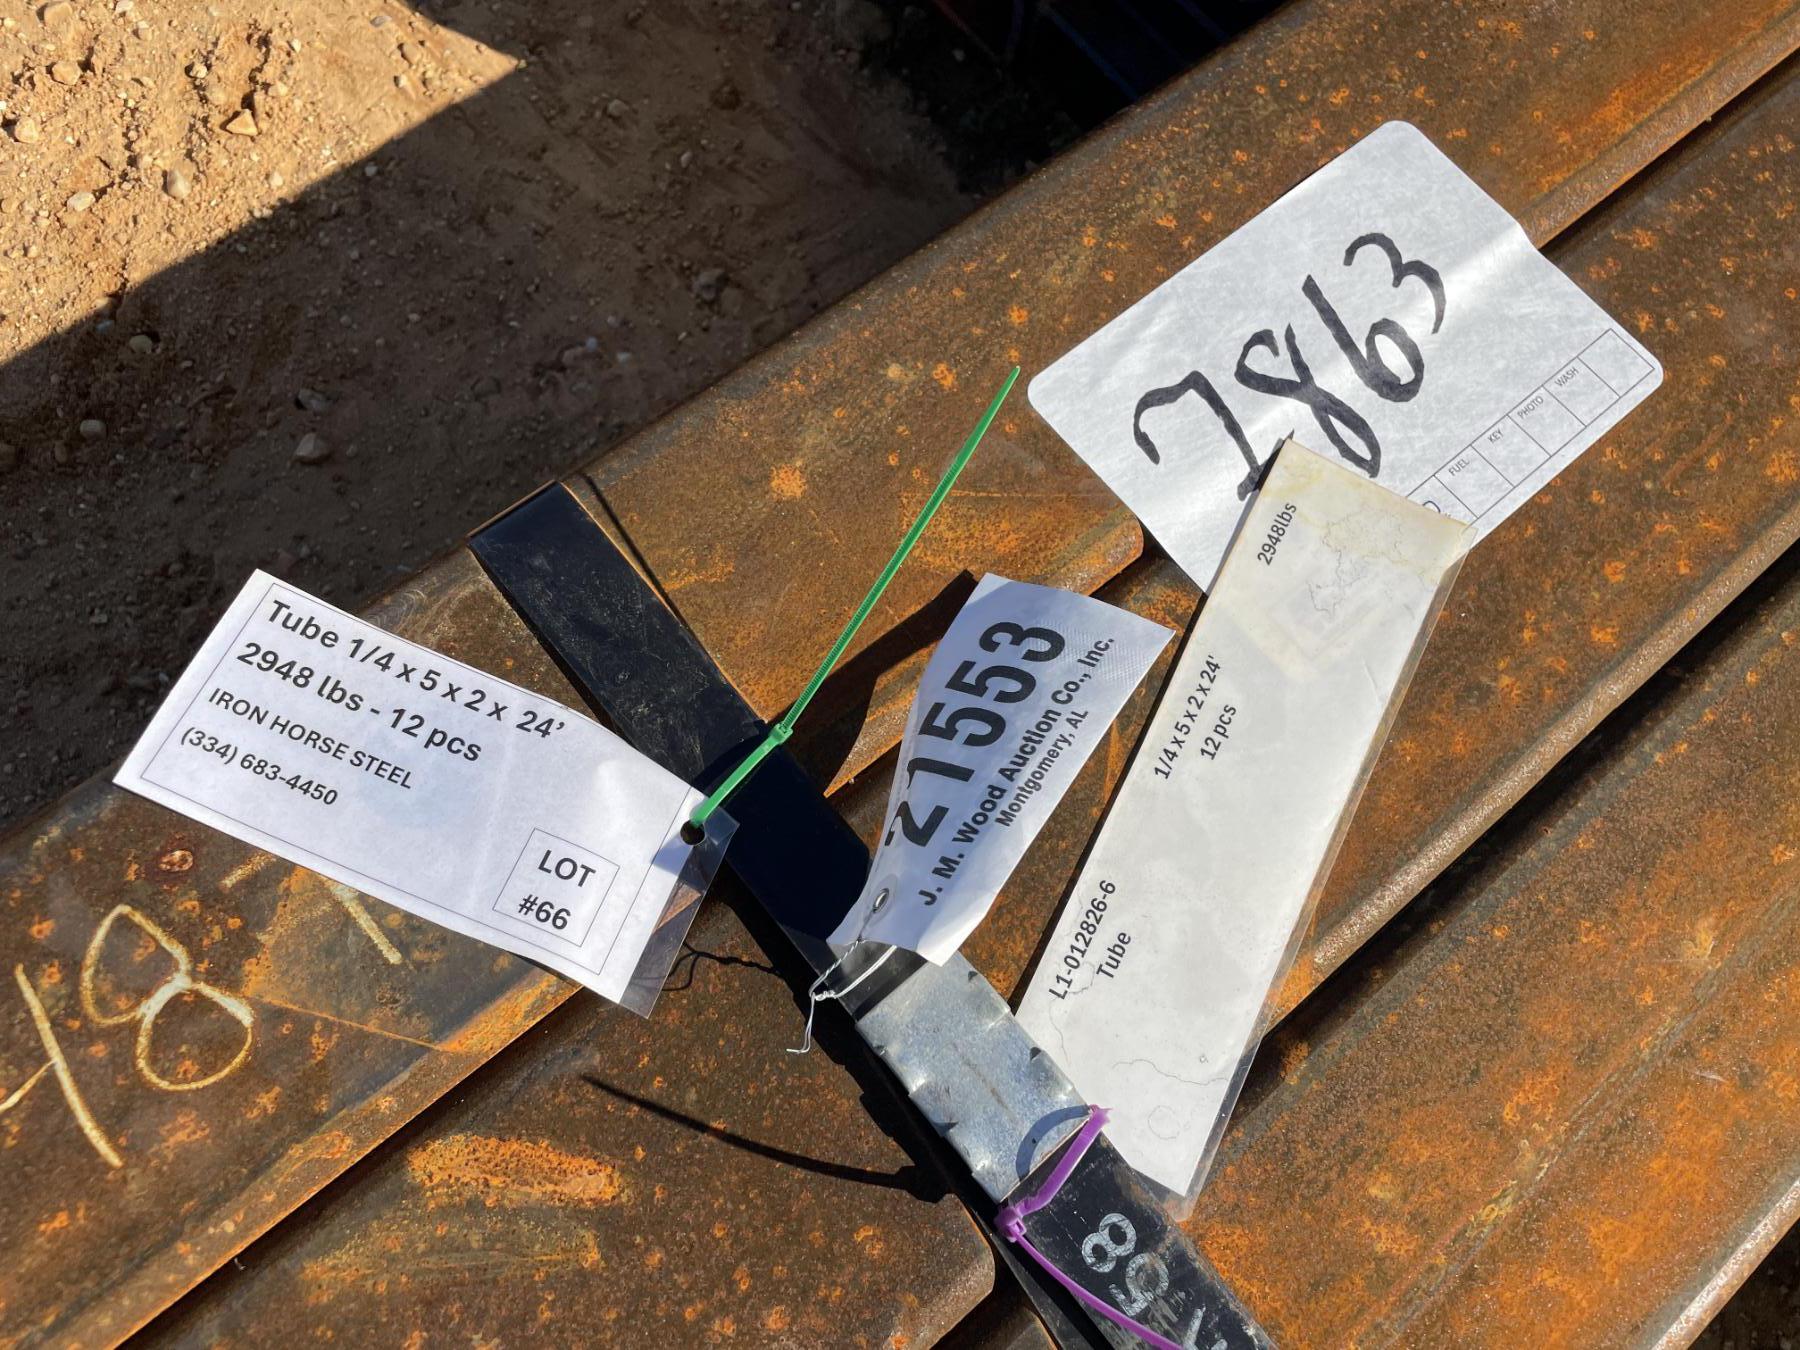 7863
FUEL
KEY
PHOTO
WASH
Tube 1/4 x 5 x 2 x 24’
2948 lbs - 12 pcs
IRON HORSE STEEL
(334) 683-4450
LOT
#66
21553
J. M. Wood Auction Co., Inc.
Montgomery, AL
2948lbs
1/4 x 5 x 2 x 24'
12 pcs
L1-012826-6
Tube
58